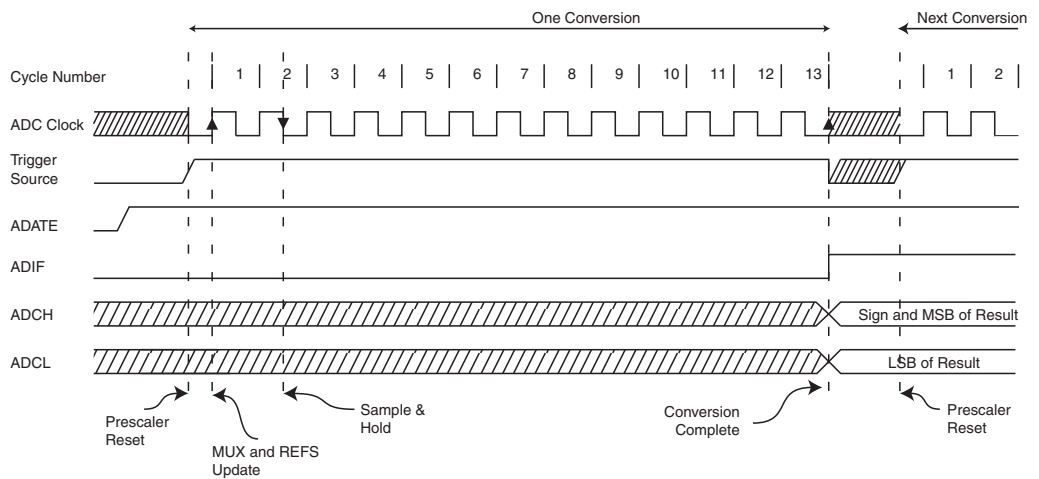 One Conversion
Next Conversion
Cycle Number
1 2 3 4 5 6 7 8 9 10 11 12 13
1 2
ADC Clock
Trigger
Source
ADATE
ADIF
ADCH
Sign and MSB of Result
ADCL
LSB of Result
Prescaler
Reset
MUX and REFS
Update
Sample &
Hold
Conversion
Complete
Prescaler
Reset